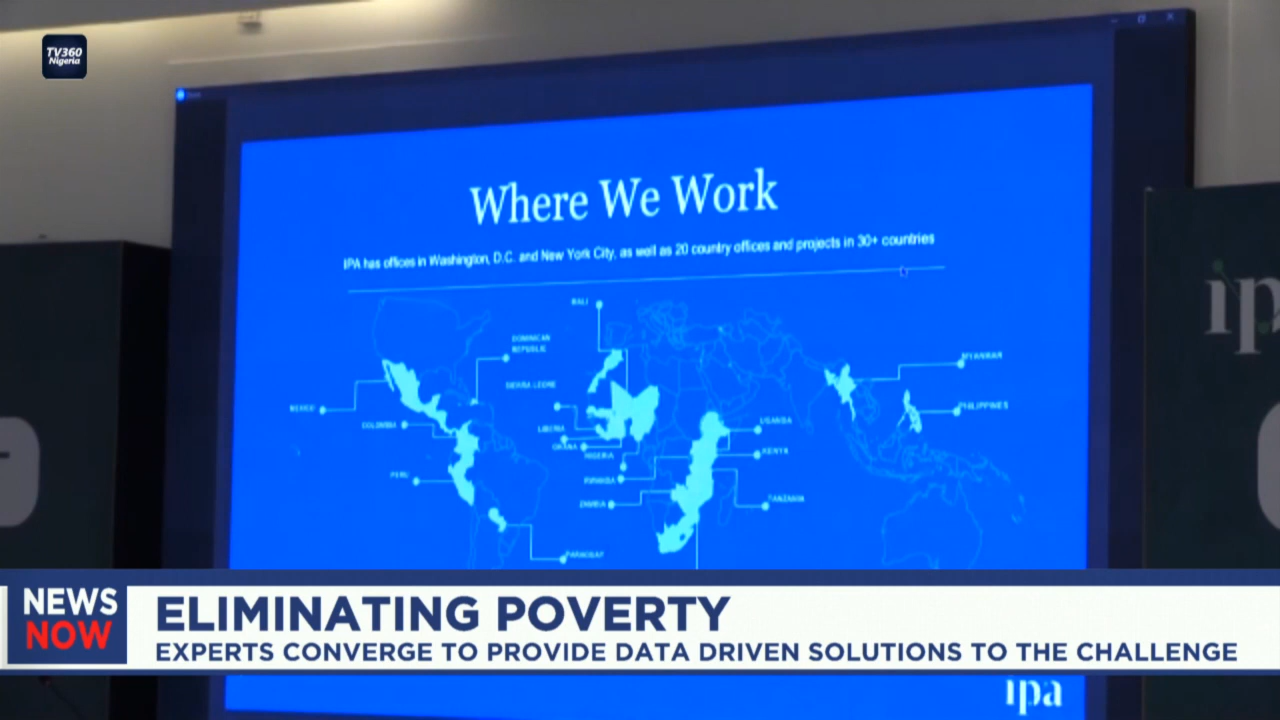 TV360
Nigeria
Where We Work
IPA has offices in Washington, D.C. and New York City, as well as 20 country offices and projects in 30+ countries
MALI
DOMINICAN
REPUBLIC
SIERRA LEONE
MYANMAR
MEXICO
PHILIPPINES
COLOMBIA
LIBERIA
UGANDA
GHANA
NIGERIA
KENYA
PERU
RWANDA
ZAMBIA
TANZANIA
PARAGUAY
ip
NEWS
NOW
ELIMINATING POVERTY
EXPERTS CONVERGE TO PROVIDE DATA DRIVEN SOLUTIONS TO THE CHALLENGE
ipa